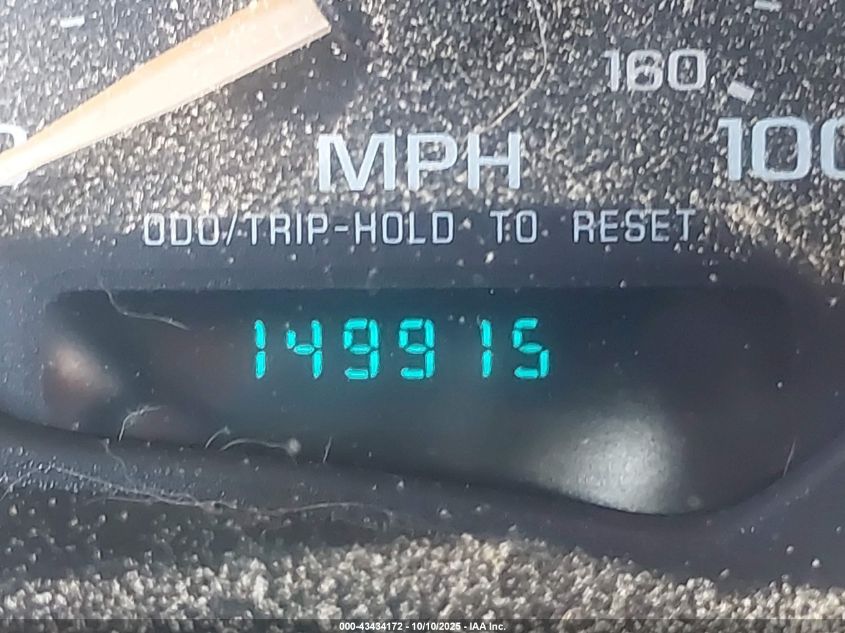 160
MPH
100
ODO/TRIP-HOLD TO RESET
149915
000-43434172 - 10/10/2025 - IAA Inc.